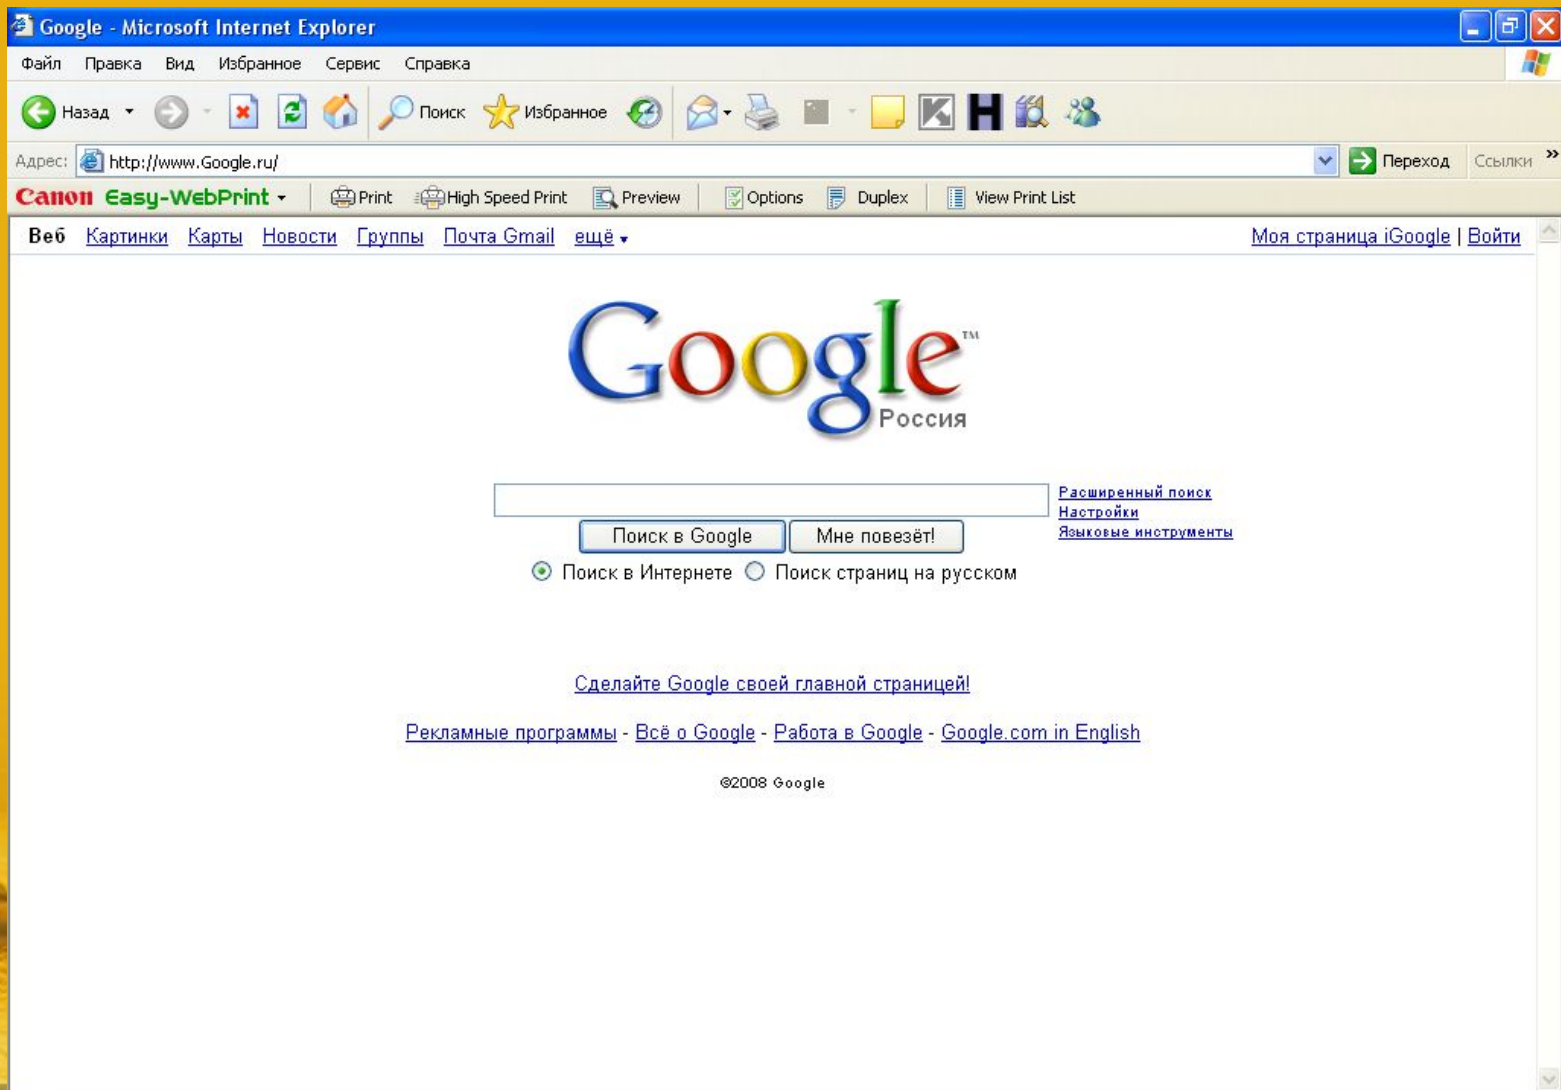 Google - Microsoft Internet Explorer
Файл Правка Вид Избранное Сервис Справка
Назад Поиск Избранное
Адрес: http://www.Google.ru/ Переход Ссылки »
Canon Easy-WebPrint Print High Speed Print Preview Options Duplex View Print List
Веб Картинки Карты Новости Группы Почта Gmail ещё Моя страница iGoogle | Войти
Google™
Россия
Расширенный поиск
Настройки
Языковые инструменты
Поиск в Google Мне повезёт!
Поиск в Интернете Поиск страниц на русском
Сделайте Google своей главной страницей!
Рекламные программы - Всё о Google - Работа в Google - Google.com in English
©2008 Google